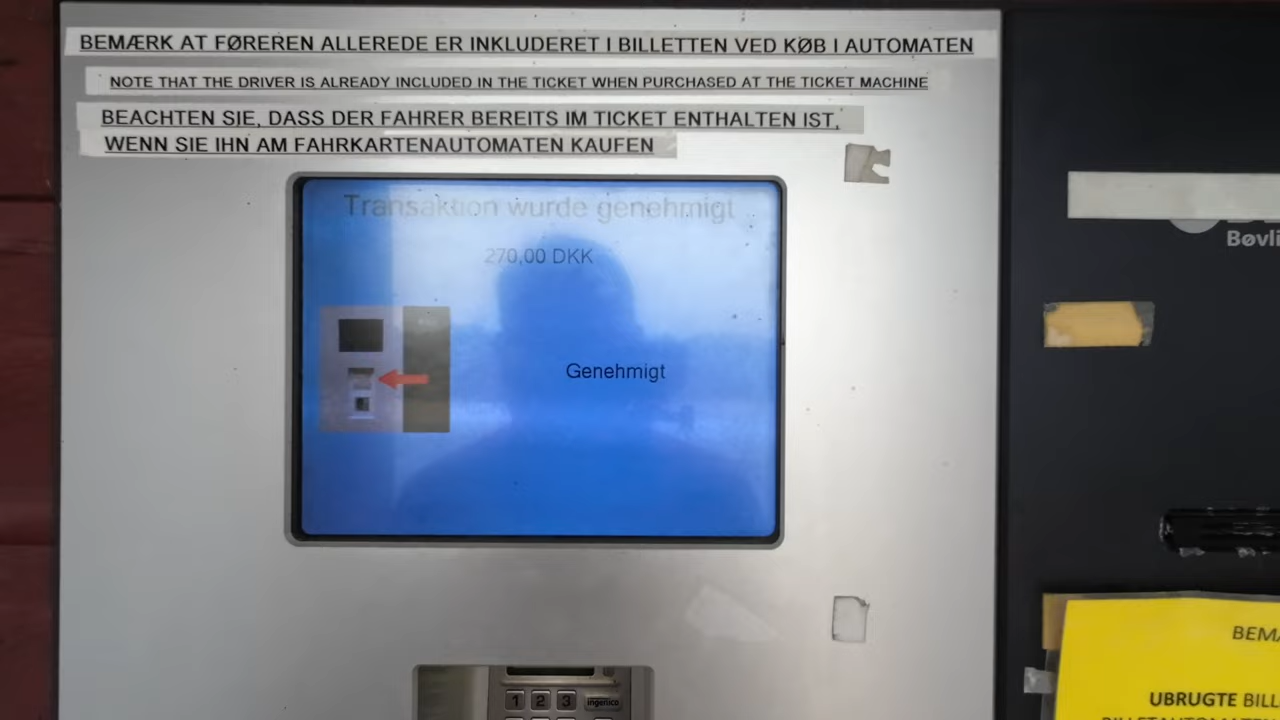 BEMÆRK AT FØREREN ALLEREDE ER INKLUDERET I BILLETTEN VED KØB I AUTOMATEN
NOTE THAT THE DRIVER IS ALREADY INCLUDED IN THE TICKET WHEN PURCHASED AT THE TICKET MACHINE
BEACHTEN SIE, DASS DER FAHRER BEREITS IM TICKET ENTHALTEN IST,
WENN SIE IHN AM FAHRKARTENAUTOMATEN KAUFEN
Transaktion wurde genehmigt
270,00 DKK
Genehmigt
Bøvli
1 2 3 ingenico
BEMÆ
UBRUGTE BILL